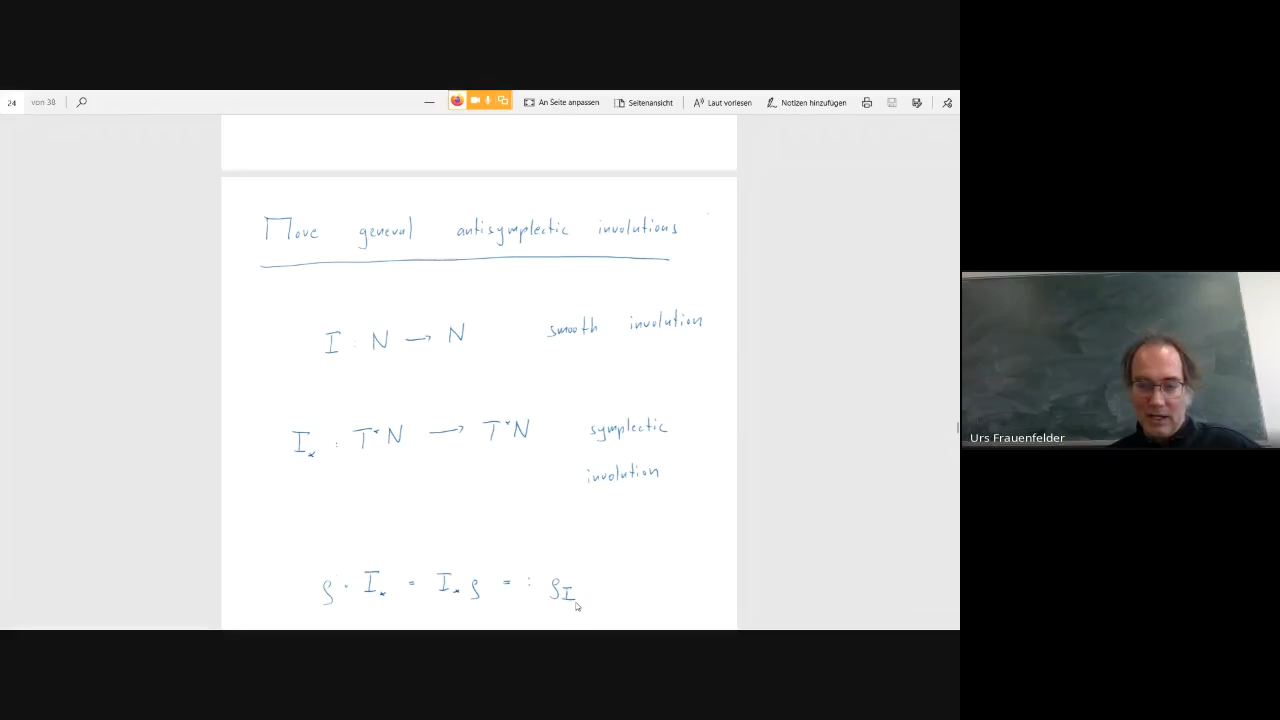 24 von 38 An Seite anpassen Seitenansicht Laut vorlesen Notizen hinzufügen
More general antisymplectic involutions
I : N → N smooth involution
I_* : T*N → T*N symplectic
involution
ρ ∘ I_* = I_* ρ =: ρ_I
Urs Frauenfelder